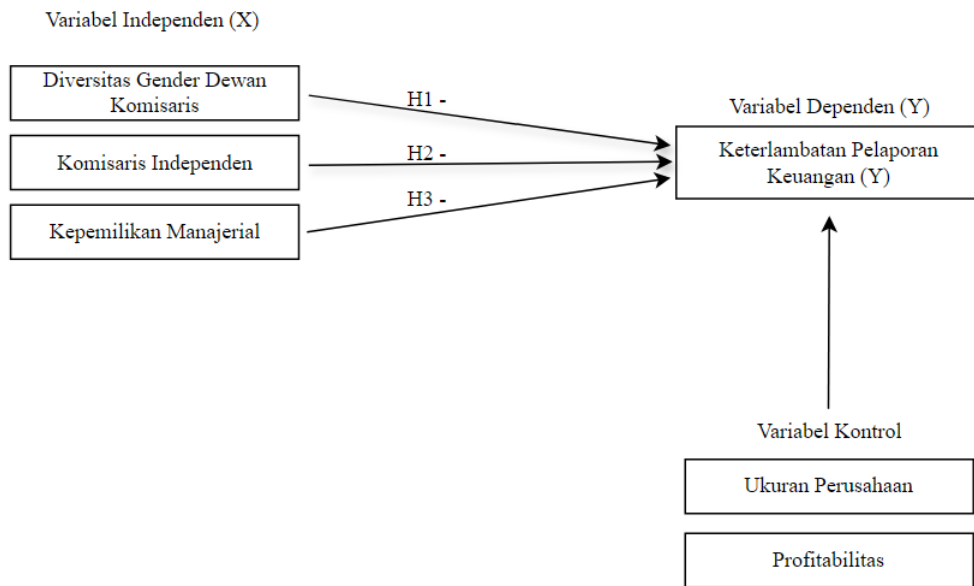 Variabel Independen (X)
Diversitas Gender Dewan
Komisaris
Komisaris Independen
Kepemilikan Manajerial
H1 -
H2 -
H3 -
Variabel Dependen (Y)
Keterlambatan Pelaporan
Keuangan (Y)
Variabel Kontrol
Ukuran Perusahaan
Profitabilitas